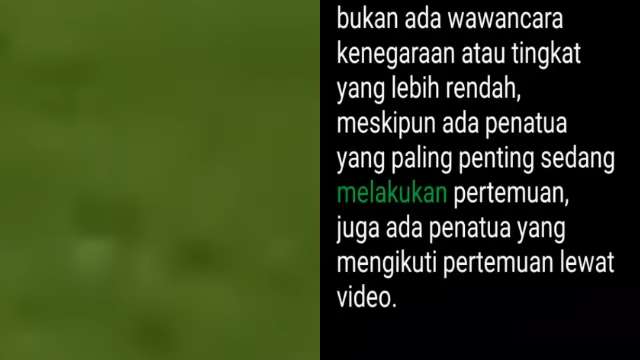 bukan ada wawancara
kenegaraan atau tingkat
yang lebih rendah,
meskipun ada penatua
yang paling penting sedang
melakukan pertemuan,
juga ada penatua yang
mengikuti pertemuan lewat
video.